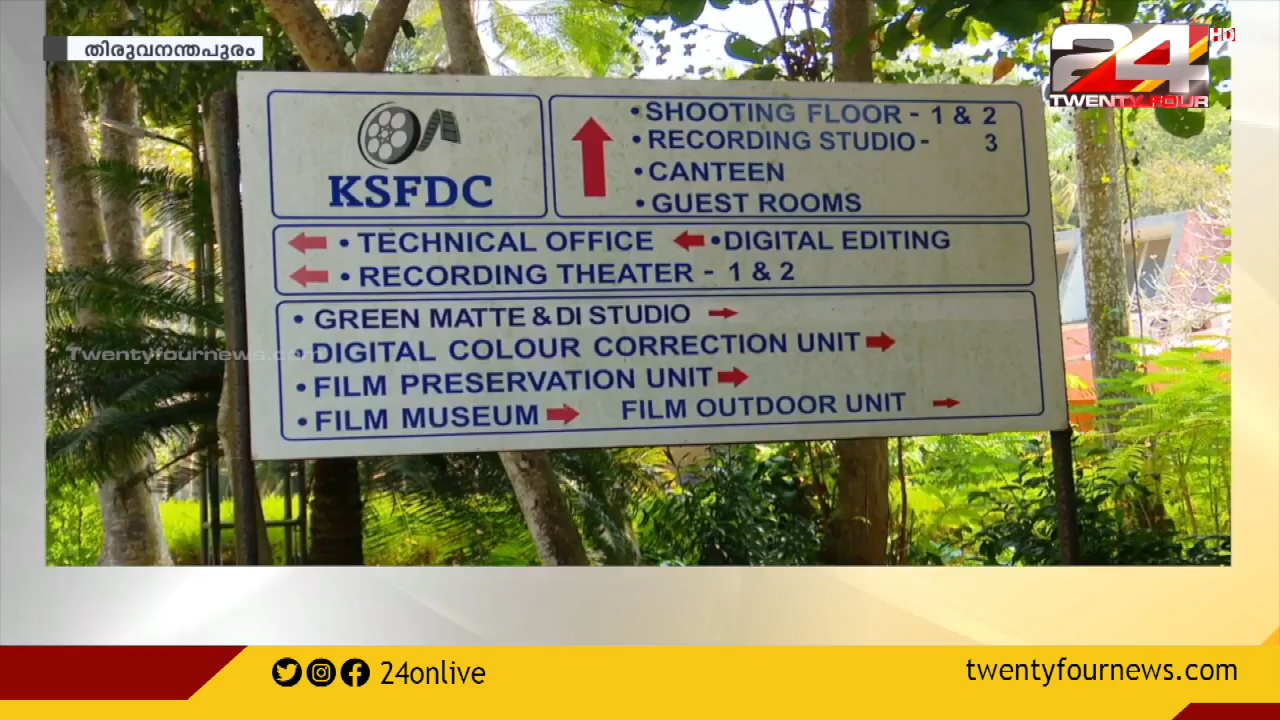 തിരുവനന്തപുരം
24 HD
TWENTY FOUR
KSFDC
• SHOOTING FLOOR - 1 & 2
• RECORDING STUDIO - 3
• CANTEEN
• GUEST ROOMS
• TECHNICAL OFFICE • DIGITAL EDITING
• RECORDING THEATER - 1 & 2
• GREEN MATTE & DI STUDIO
• DIGITAL COLOUR CORRECTION UNIT
• FILM PRESERVATION UNIT
• FILM MUSEUM FILM OUTDOOR UNIT
Twentyfournews.com
24onlive
twentyfournews.com